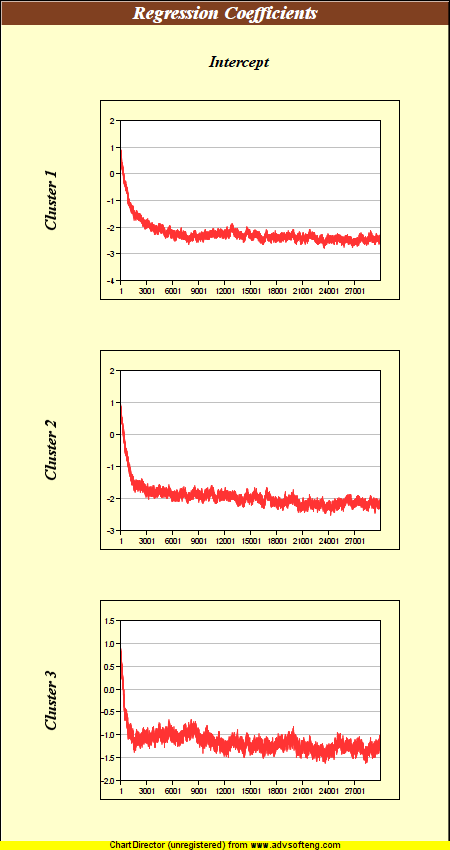 Regression Coefficients
Intercept
Cluster 1
2
1
0
-1
-2
-3
-4
1 3001 6001 9001 12001 15001 18001 21001 24001 27001
Cluster 2
2
1
0
-1
-2
-3
1 3001 6001 9001 12001 15001 18001 21001 24001 27001
Cluster 3
1.5
1.0
0.5
0.0
-0.5
-1.0
-1.5
-2.0
1 3001 6001 9001 12001 15001 18001 21001 24001 27001
ChartDirector (unregistered) from www.advsofteng.com